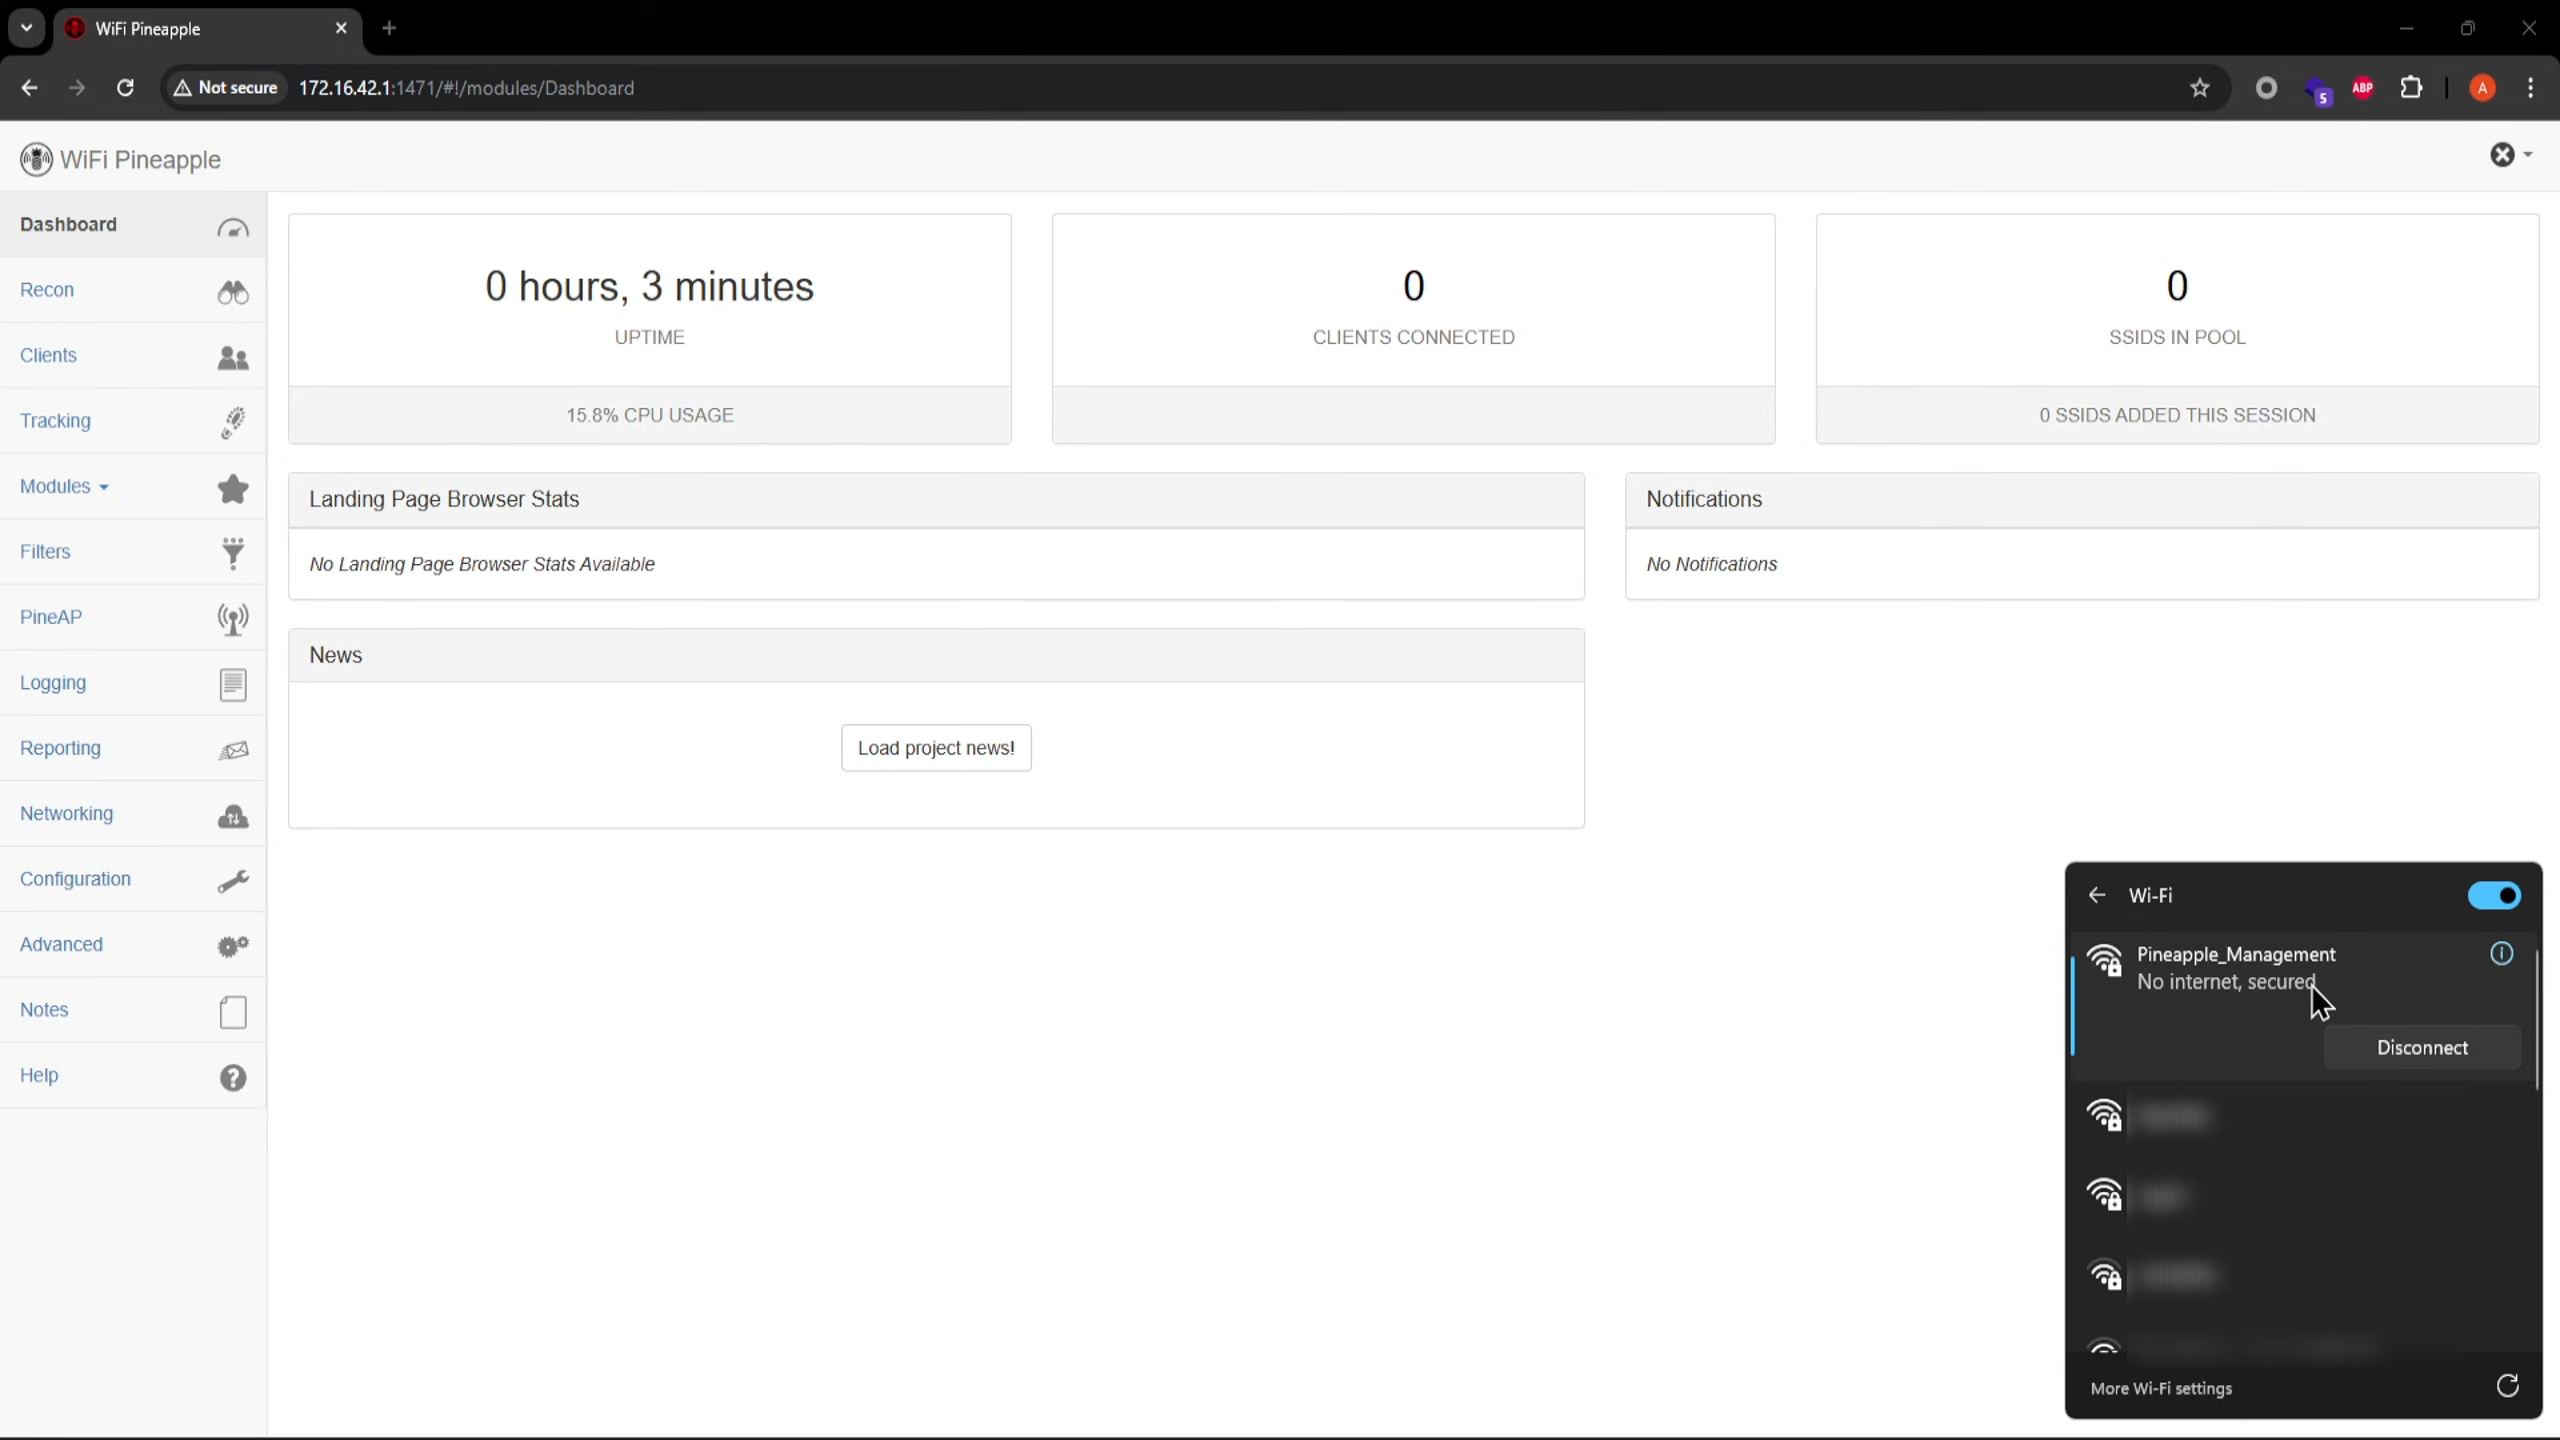 WiFi Pineapple
Not secure 172.16.42.1:1471/#!/modules/Dashboard
5
ABP
A
WiFi Pineapple
Dashboard
Recon
Clients
Tracking
Modules
Filters
PineAP
Logging
Reporting
Networking
Configuration
Advanced
Notes
Help
0 hours, 3 minutes
UPTIME
15.8% CPU USAGE
0
CLIENTS CONNECTED
0
SSIDS IN POOL
0 SSIDS ADDED THIS SESSION
Landing Page Browser Stats
No Landing Page Browser Stats Available
Notifications
No Notifications
News
Load project news!
Wi-Fi
Pineapple_Management
No internet, secured
Disconnect
More Wi-Fi settings